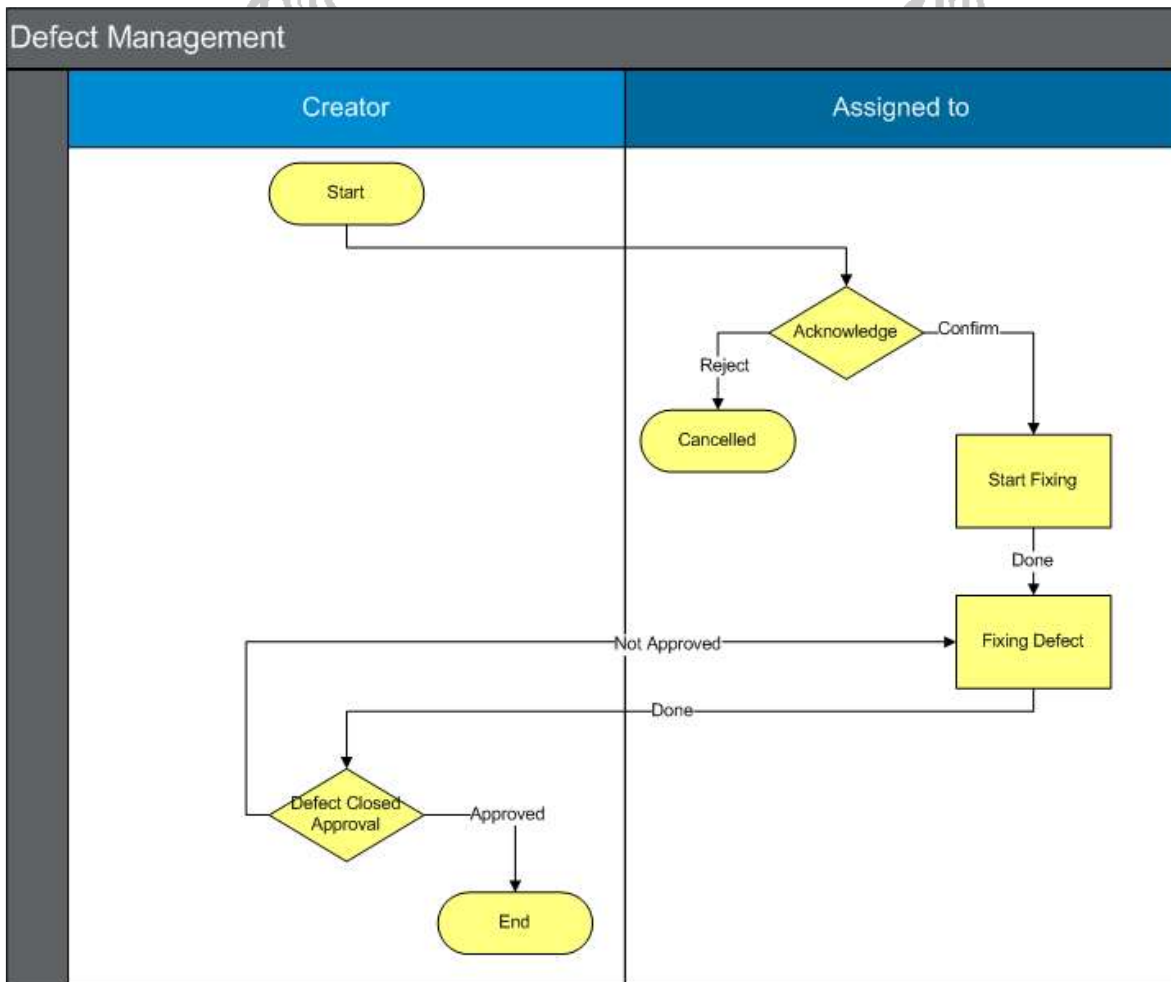 Defect Management
Creator
Assigned to
Start
Acknowledge
Confirm
Reject
Cancelled
Start Fixing
Done
Fixing Defect
Not Approved
Done
Defect Closed
Approval
Approved
End